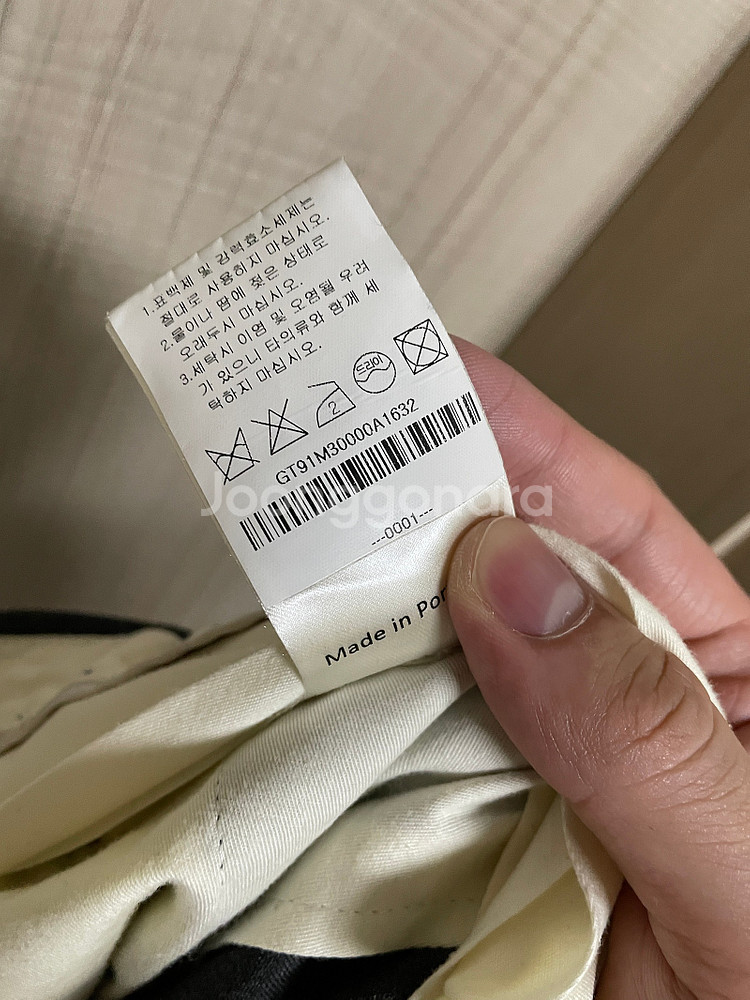 1.표백제 및 강력효소세제는
절대로 사용하지 마십시오.
2.물이나 땀에 젖은 상태로
오래두시 마십시오.
3.세탁시 이염 및 오염될 우려
가 있으니 타의류와 함께 세
탁하지 마십시오.
2
드라이
GT91M30000A1632
Joonggonara
---0001---
Made in Por